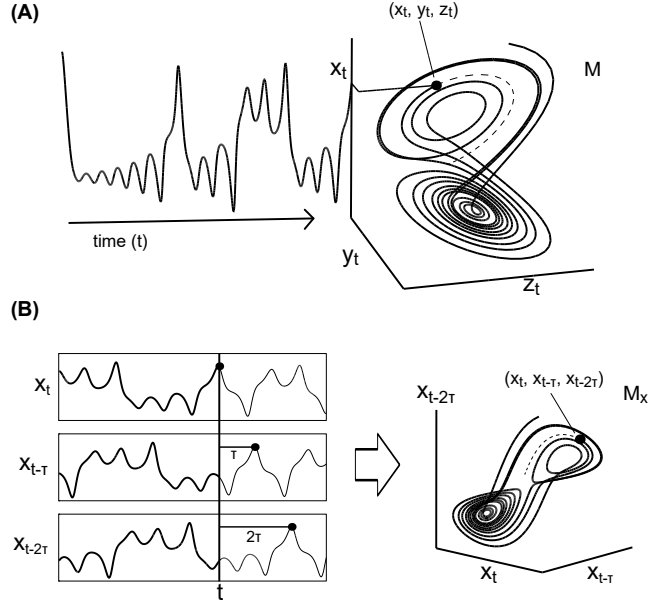 (A)
(xₜ, yₜ, zₜ)
xₜ
M
time (t)
yₜ
zₜ
(B)
xₜ
(xₜ, xₜ₋τ, xₜ₋₂τ)
xₜ₋₂τ
Mₓ
xₜ₋τ
τ
xₜ₋₂τ
2τ
t
xₜ
xₜ₋τ